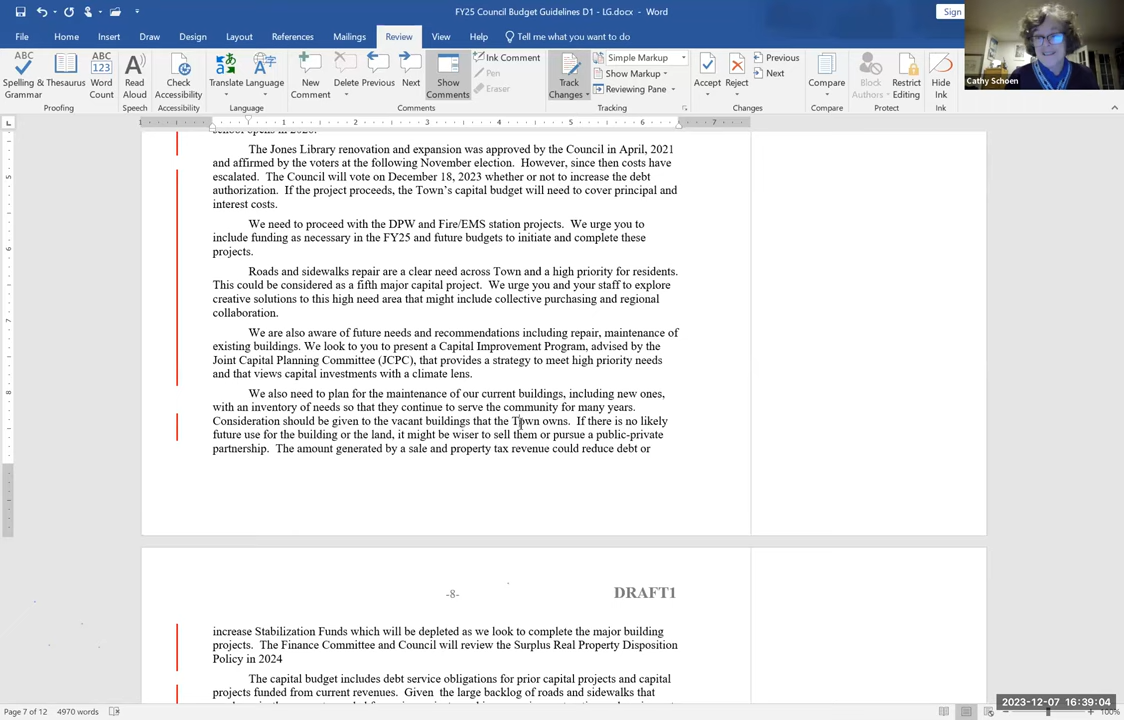 FY25 Council Budget Guidelines D1 - LG.docx - Word
Sign
File Home Insert Draw Design Layout References Mailings Review View Help Tell me what you want to do
ABC ABC 123
Spelling & Grammar Thesaurus Word Count Read Aloud Check Accessibility Translate Language New Comment Delete Previous Next Show Comments
Ink Comment
Pen
Eraser
Track Changes
Simple Markup
Show Markup
Reviewing Pane
Accept Reject
Previous
Next
Compare Block Authors Restrict Editing Hide Ink
Cathy Schoen
Proofing Speech Accessibility Language Comments Tracking Changes Compare Protect Ink
1 1 2 3 4 5 6 7
The Jones Library renovation and expansion was approved by the Council in April, 2021
and affirmed by the voters at the following November election. However, since then costs have
escalated. The Council will vote on December 18, 2023 whether or not to increase the debt
authorization. If the project proceeds, the Town's capital budget will need to cover principal and
interest costs.
We need to proceed with the DPW and Fire/EMS station projects. We urge you to
include funding as necessary in the FY25 and future budgets to initiate and complete these
projects.
Roads and sidewalks repair are a clear need across Town and a high priority for residents.
This could be considered as a fifth major capital project. We urge you and your staff to explore
creative solutions to this high need area that might include collective purchasing and regional
collaboration.
We are also aware of future needs and recommendations including repair, maintenance of
existing buildings. We look to you to present a Capital Improvement Program, advised by the
Joint Capital Planning Committee (JCPC), that provides a strategy to meet high priority needs
and that views capital investments with a climate lens.
We also need to plan for the maintenance of our current buildings, including new ones,
with an inventory of needs so that they continue to serve the community for many years.
Consideration should be given to the vacant buildings that the Town owns. If there is no likely
future use for the building or the land, it might be wiser to sell them or pursue a public-private
partnership. The amount generated by a sale and property tax revenue could reduce debt or
-8- DRAFT1
increase Stabilization Funds which will be depleted as we look to complete the major building
projects. The Finance Committee and Council will review the Surplus Real Property Disposition
Policy in 2024
The capital budget includes debt service obligations for prior capital projects and capital
projects funded from current revenues. Given the large backlog of roads and sidewalks that
Page 7 of 12 4970 words
2023-12-07 16:39:04
100%